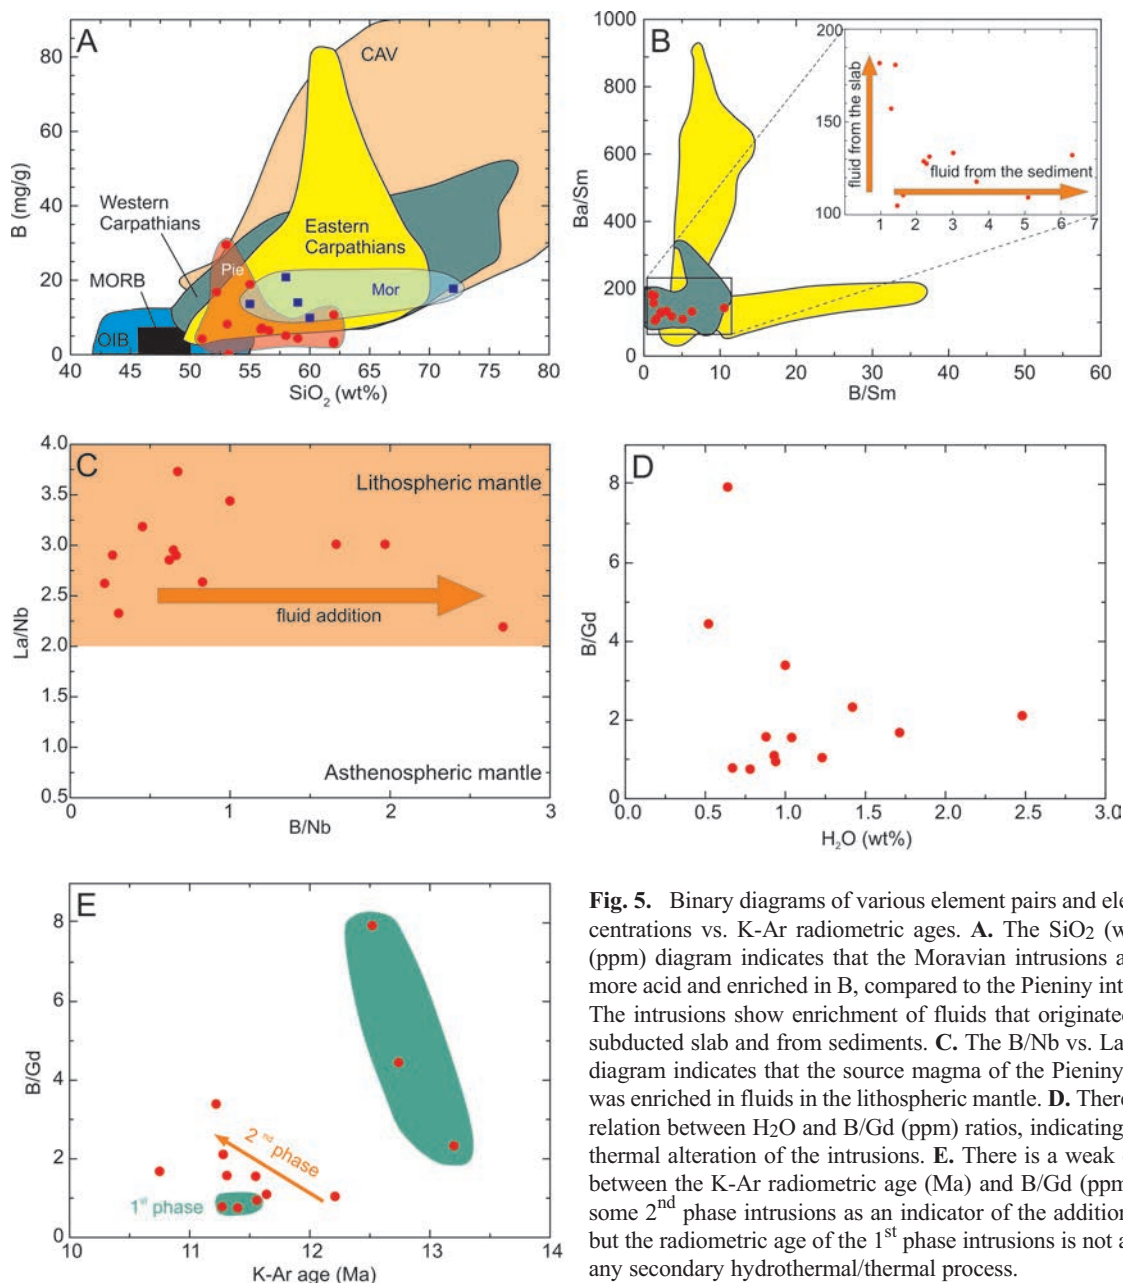 A
CAV
Western
Carpathians
MORB
OIB
Pie
Eastern
Carpathians
Mor
B (mg/g)
80
60
40
20
0
40 45 50 55 60 65 70 75 80
SiO2 (wt%)
B
Ba/Sm
1000
800
600
400
200
0
0 10 20 30 40 50 60
B/Sm
200
150
100
1 2 3 4 5 6 7
fluid from the slab
fluid from the sediment
C
Lithospheric mantle
fluid addition
Asthenospheric mantle
La/Nb
4.0
3.5
3.0
2.5
2.0
1.5
1.0
0.5
0 1 2 3
B/Nb
D
B/Gd
8
6
4
2
0
0.0 0.5 1.0 1.5 2.0 2.5 3.0
H2O (wt%)
E
2nd phase
1st phase
B/Gd
8
6
4
2
0
10 11 12 13 14
K-Ar age (Ma)
Fig. 5. Binary diagrams of various element pairs and ele
centrations vs. K-Ar radiometric ages. A. The SiO2 (w
(ppm) diagram indicates that the Moravian intrusions a
more acid and enriched in B, compared to the Pieniny int
The intrusions show enrichment of fluids that originated
subducted slab and from sediments. C. The B/Nb vs. La
diagram indicates that the source magma of the Pieniny
was enriched in fluids in the lithospheric mantle. D. There
relation between H2O and B/Gd (ppm) ratios, indicating
thermal alteration of the intrusions. E. There is a weak
between the K-Ar radiometric age (Ma) and B/Gd (ppm
some 2nd phase intrusions as an indicator of the addition
but the radiometric age of the 1st phase intrusions is not a
any secondary hydrothermal/thermal process.